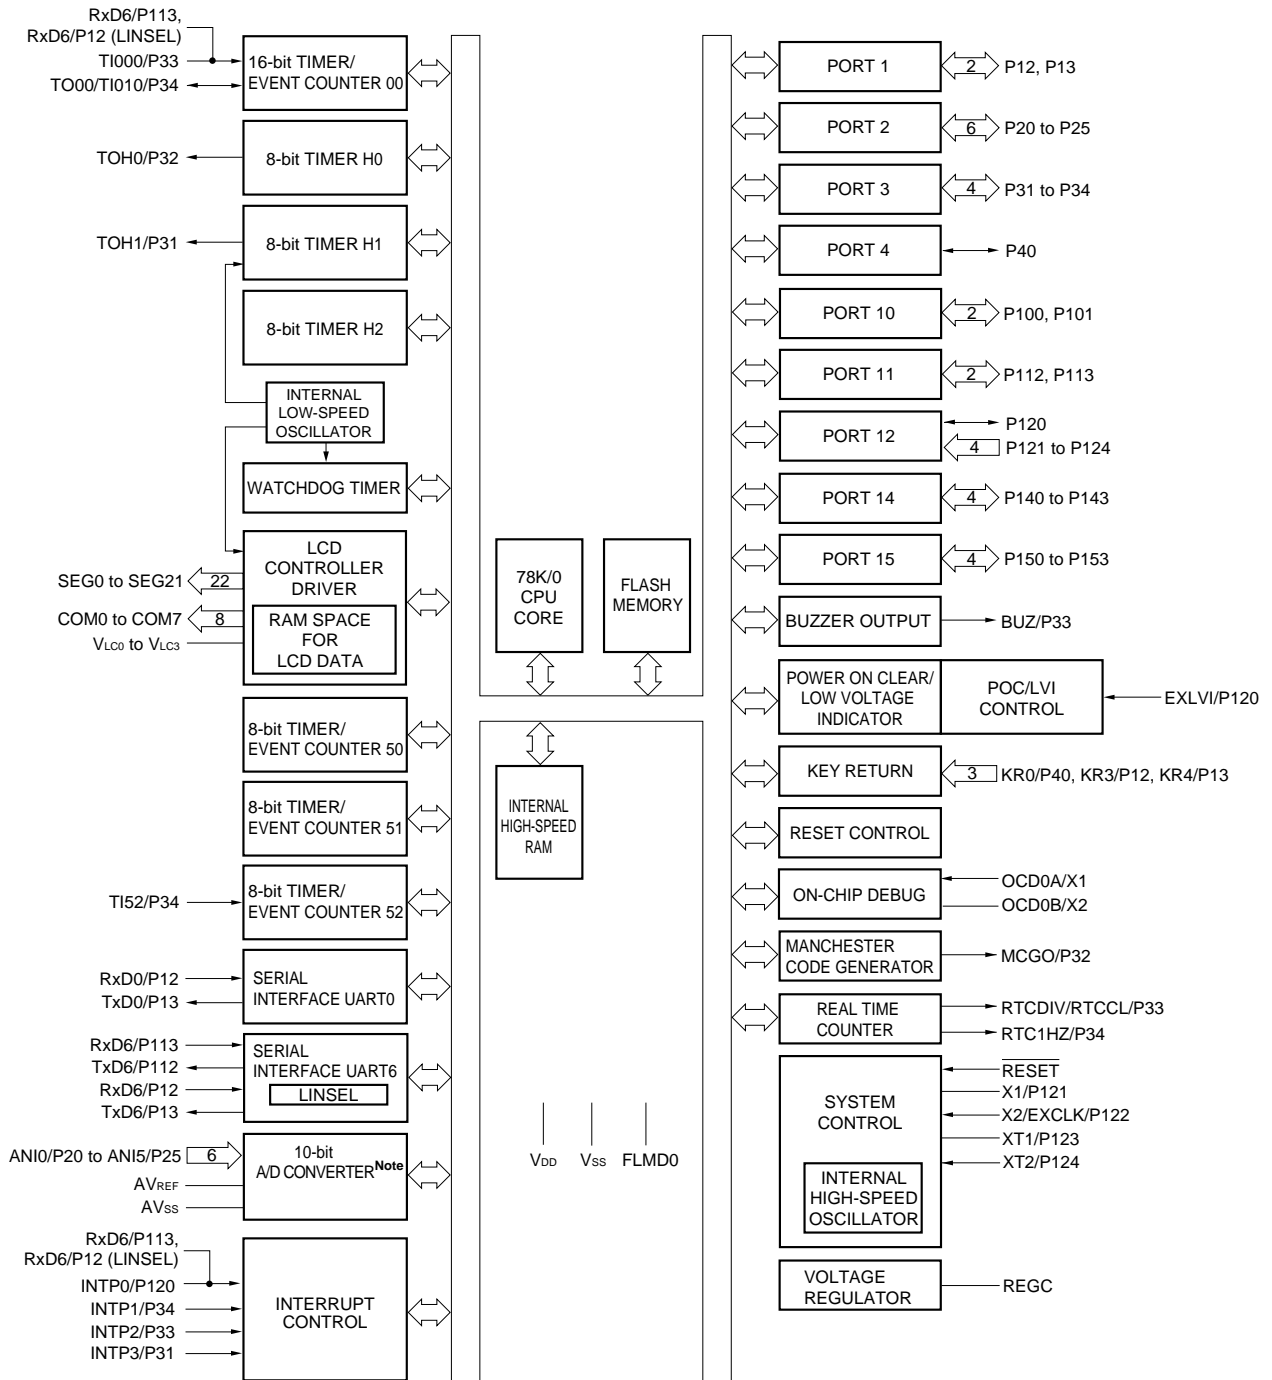 RxD6/P113,
RxD6/P12 (LINSEL)
TI000/P33
TO00/TI010/P34
16-bit TIMER/
EVENT COUNTER 00
TOH0/P32
8-bit TIMER H0
TOH1/P31
8-bit TIMER H1
8-bit TIMER H2
INTERNAL
LOW-SPEED
OSCILLATOR
WATCHDOG TIMER
LCD
CONTROLLER
DRIVER
SEG0 to SEG21
22
COM0 to COM7
8
VLC0 to VLC3
RAM SPACE
FOR
LCD DATA
8-bit TIMER/
EVENT COUNTER 50
8-bit TIMER/
EVENT COUNTER 51
TI52/P34
8-bit TIMER/
EVENT COUNTER 52
RxD0/P12
TxD0/P13
SERIAL
INTERFACE UART0
RxD6/P113
TxD6/P112
RxD6/P12
TxD6/P13
SERIAL
INTERFACE UART6
LINSEL
ANI0/P20 to ANI5/P25
6
AVREF
AVSS
10-bit
A/D CONVERTER Note
RxD6/P113,
RxD6/P12 (LINSEL)
INTP0/P120
INTP1/P34
INTP2/P33
INTP3/P31
INTERRUPT
CONTROL
78K/0
CPU
CORE
FLASH
MEMORY
INTERNAL
HIGH-SPEED
RAM
VDD
VSS
FLMD0
PORT 1
2
P12, P13
PORT 2
6
P20 to P25
PORT 3
4
P31 to P34
PORT 4
P40
PORT 10
2
P100, P101
PORT 11
2
P112, P113
PORT 12
P120
4
P121 to P124
PORT 14
4
P140 to P143
PORT 15
4
P150 to P153
BUZZER OUTPUT
BUZ/P33
POWER ON CLEAR/
LOW VOLTAGE
INDICATOR
POC/LVI
CONTROL
EXLVI/P120
KEY RETURN
3
KR0/P40, KR3/P12, KR4/P13
RESET CONTROL
ON-CHIP DEBUG
OCD0A/X1
OCD0B/X2
MANCHESTER
CODE GENERATOR
MCGO/P32
REAL TIME
COUNTER
RTCDIV/RTCCL/P33
RTC1HZ/P34
SYSTEM
CONTROL
RESET
X1/P121
X2/EXCLK/P122
XT1/P123
XT2/P124
INTERNAL
HIGH-SPEED
OSCILLATOR
VOLTAGE
REGULATOR
REGC